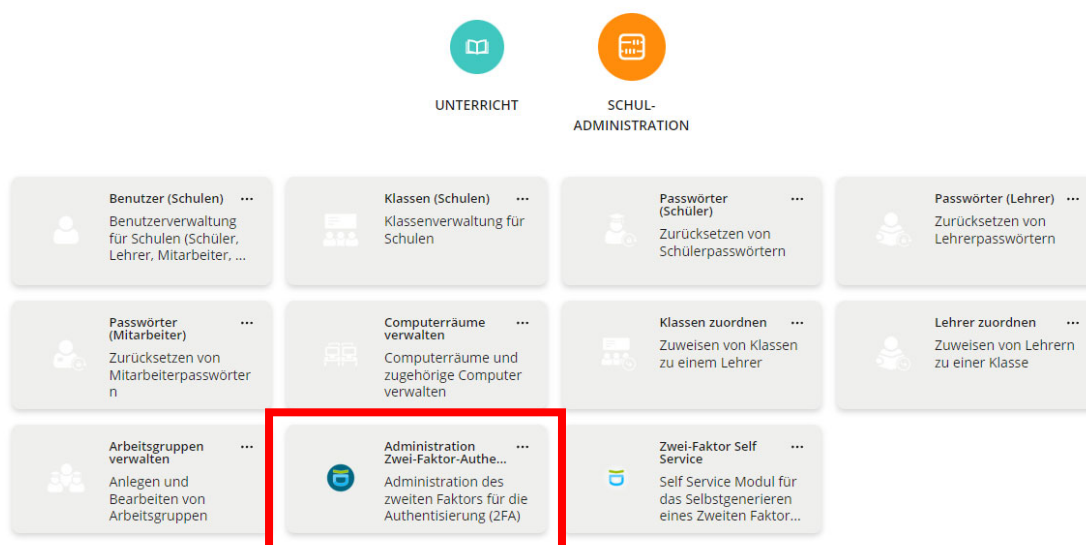 UNTERRICHT
SCHUL-
ADMINISTRATION
Benutzer (Schulen) ...
Benutzerverwaltung
für Schulen (Schüler,
Lehrer, Mitarbeiter, ...
Klassen (Schulen) ...
Klassenverwaltung für
Schulen
Passwörter ...
(Schüler)
Zurücksetzen von
Schülerpasswörtern
Passwörter (Lehrer) ...
Zurücksetzen von
Lehrerpasswörtern
Passwörter ...
(Mitarbeiter)
Zurücksetzen von
Mitarbeiterpasswörter
n
Computerräume ...
verwalten
Computerräume und
zugehörige Computer
verwalten
Klassen zuordnen ...
Zuweisen von Klassen
zu einem Lehrer
Lehrer zuordnen ...
Zuweisen von Lehrern
zu einer Klasse
Arbeitsgruppen ...
verwalten
Anlegen und
Bearbeiten von
Arbeitsgruppen
Administration ...
Zwei-Faktor-Authe...
Administration des
zweiten Faktors für die
Authentisierung (2FA)
Zwei-Faktor Self ...
Service
Self Service Modul für
das Selbstgenerieren
eines Zweiten Faktor...